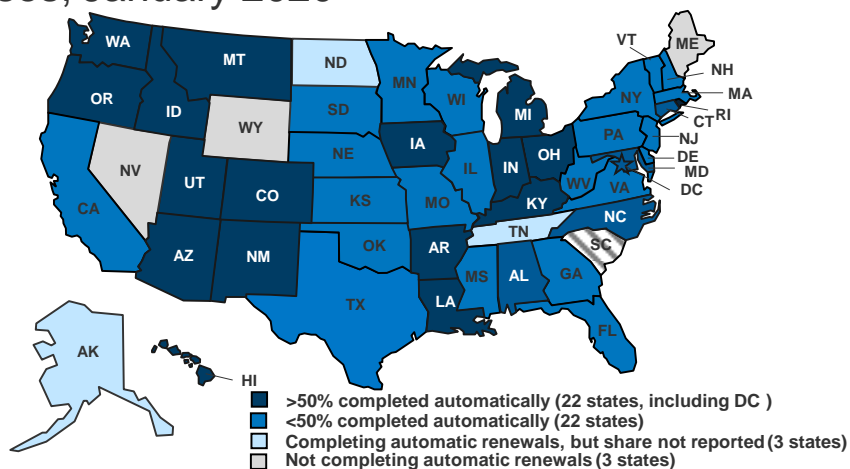 January 2020
WA
MT
ND
ME
VT
OR
ID
MN
NH
WY
SD
WI
NY
MA
MI
RI
CT
IA
PA
NJ
NV
NE
OH
IN
IL
DE
UT
CO
MD
WV
VA
DC
CA
KS
MO
KY
NC
TN
AZ
NM
OK
AR
SC
MS
AL
GA
LA
TX
FL
AK
HI
>50% completed automatically (22 states, including DC )
<50% completed automatically (22 states)
Completing automatic renewals, but share not reported (3 states)
Not completing automatic renewals (3 states)